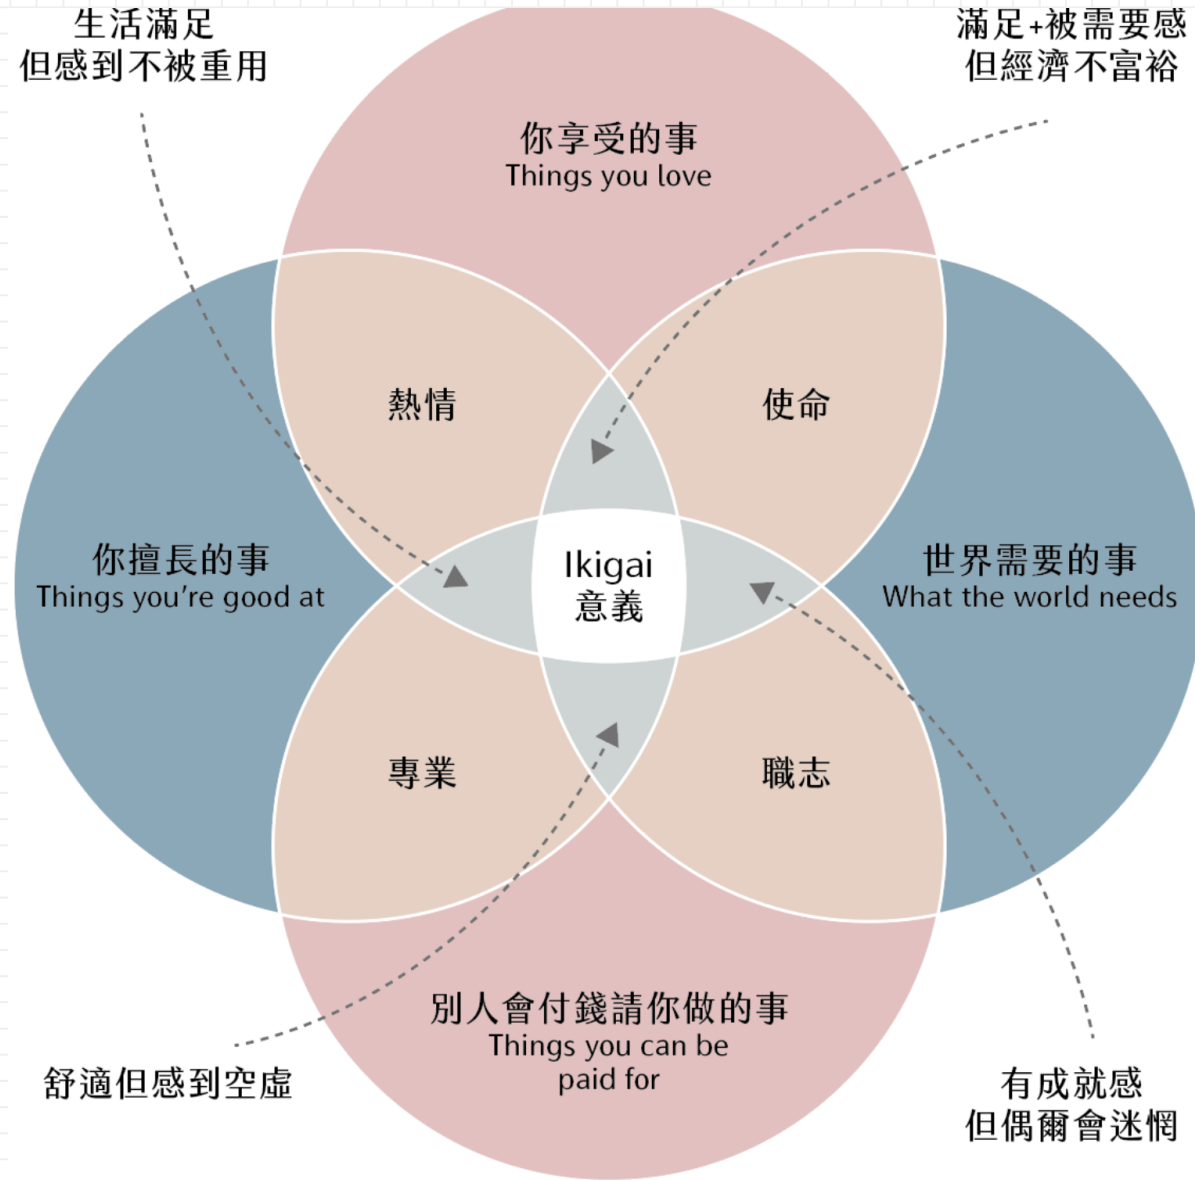 生活滿足
但感到不被重用
滿足+被需要感
但經濟不富裕
你享受的事
Things you love
熱情
使命
你擅長的事
Things you're good at
Ikigai
意義
世界需要的事
What the world needs
專業
職志
別人會付錢請你做的事
Things you can be
paid for
舒適但感到空虛
有成就感
但偶爾會迷惘